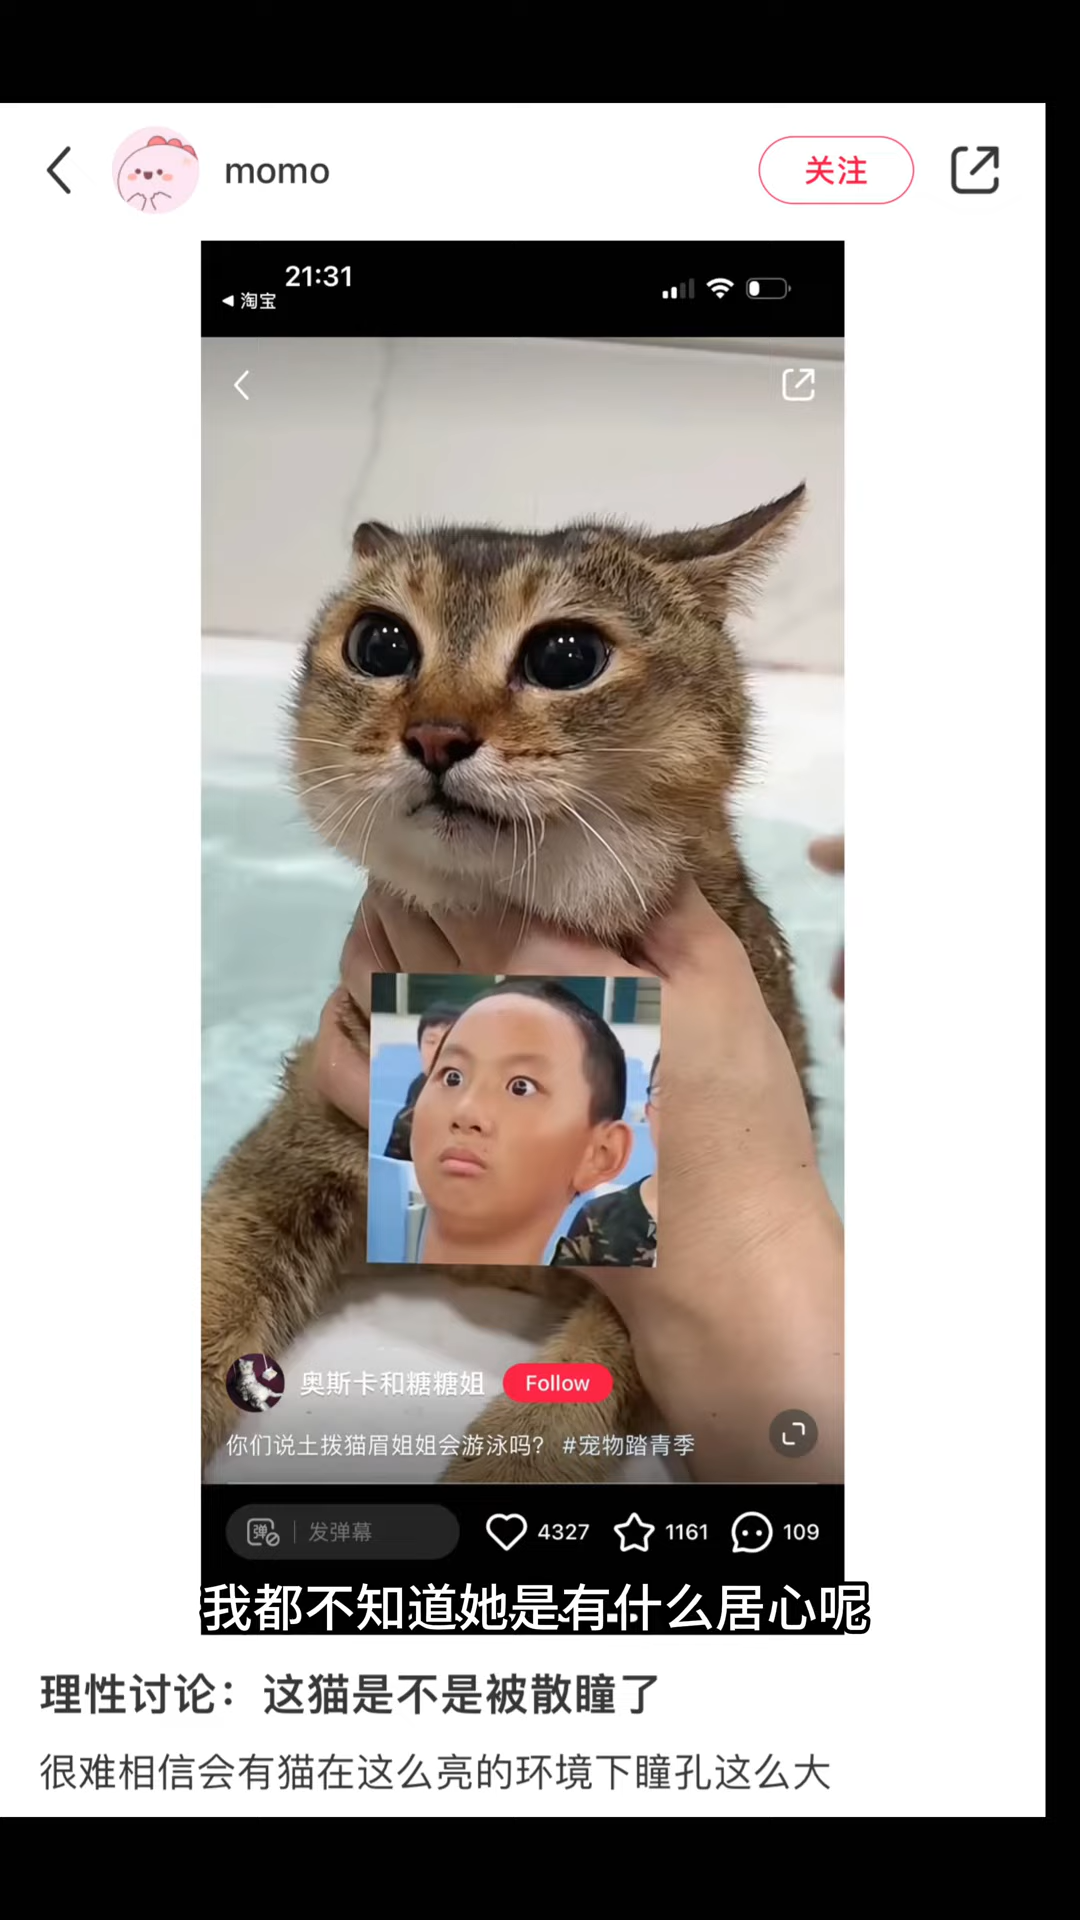 momo
关注
21:31
◀ 淘宝
奥斯卡和糖糖姐
Follow
你们说土拨猫眉姐姐会游泳吗? #宠物踏青季
弹
发弹幕
4327
1161
109
我都不知道她是有什么居心呢
理性讨论：这猫是不是被散瞳了
很难相信会有猫在这么亮的环境下瞳孔这么大